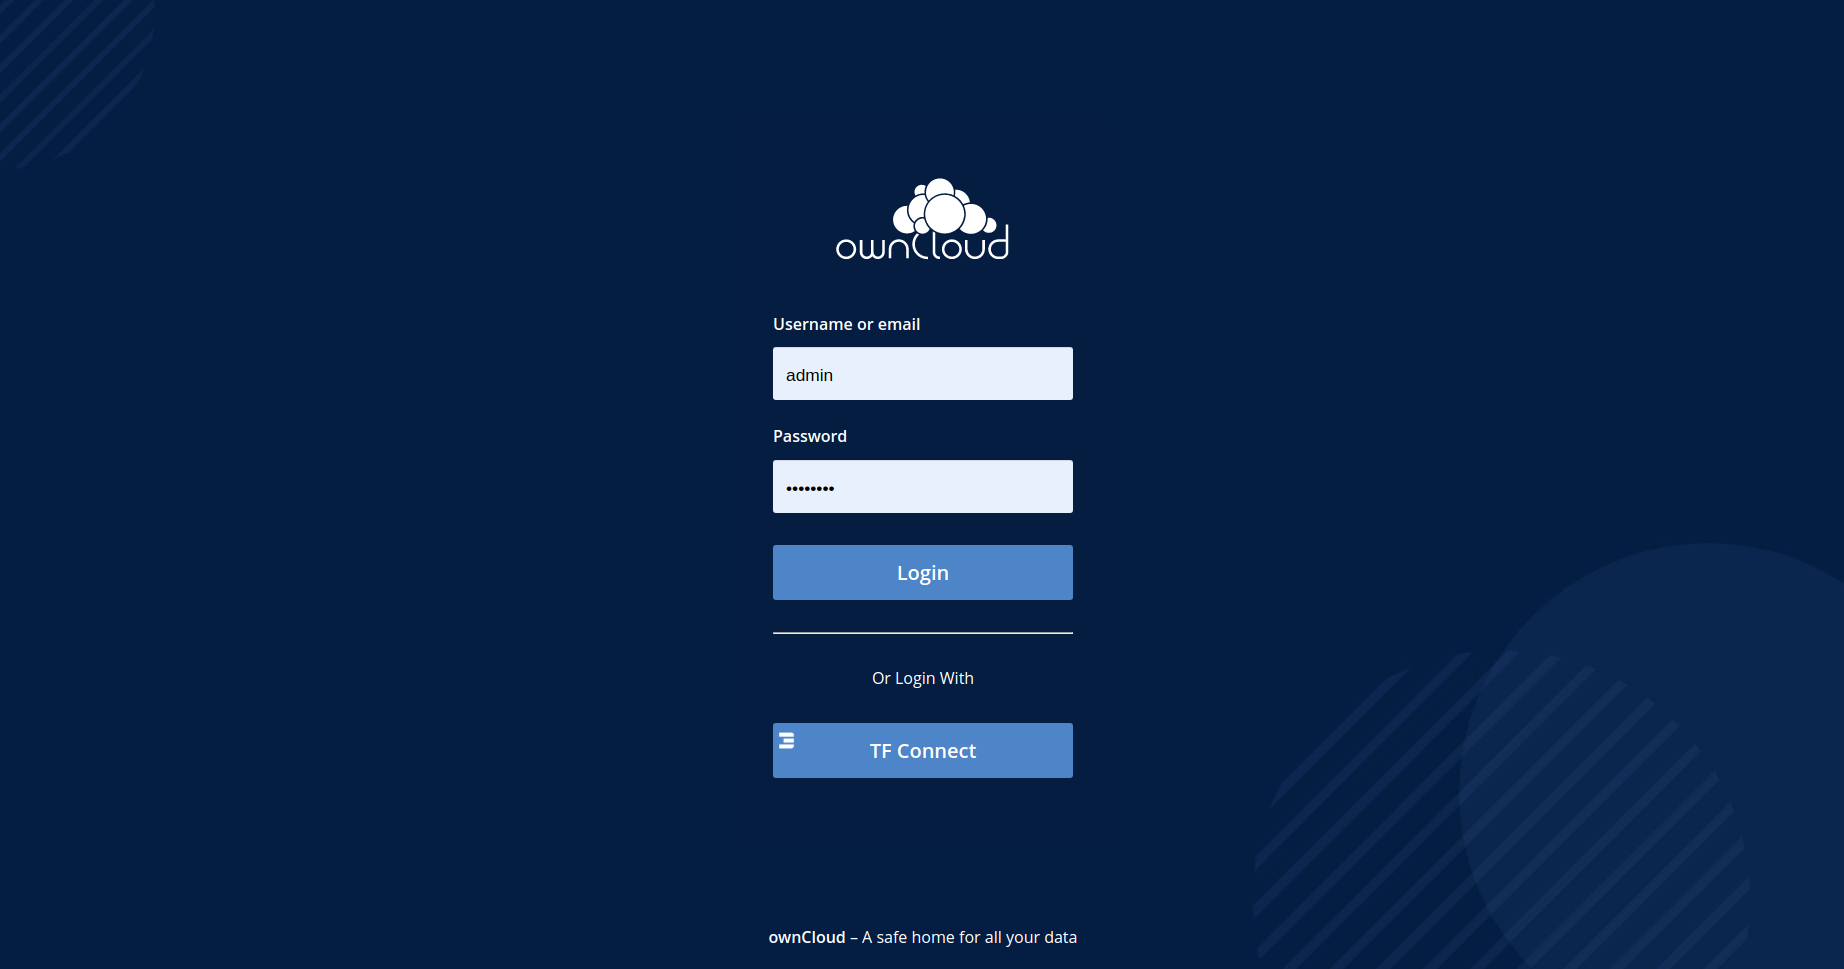 ownCloud
Username or email
admin
Password
••••••••
Login
Or Login With
TF Connect
ownCloud – A safe home for all your data